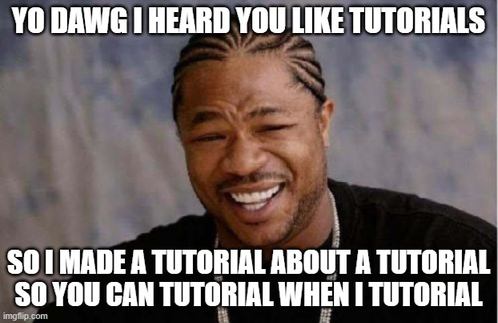 YO DAWG I HEARD YOU LIKE TUTORIALS
SO I MADE A TUTORIAL ABOUT A TUTORIAL
SO YOU CAN TUTORIAL WHEN I TUTORIAL
imgflip.com